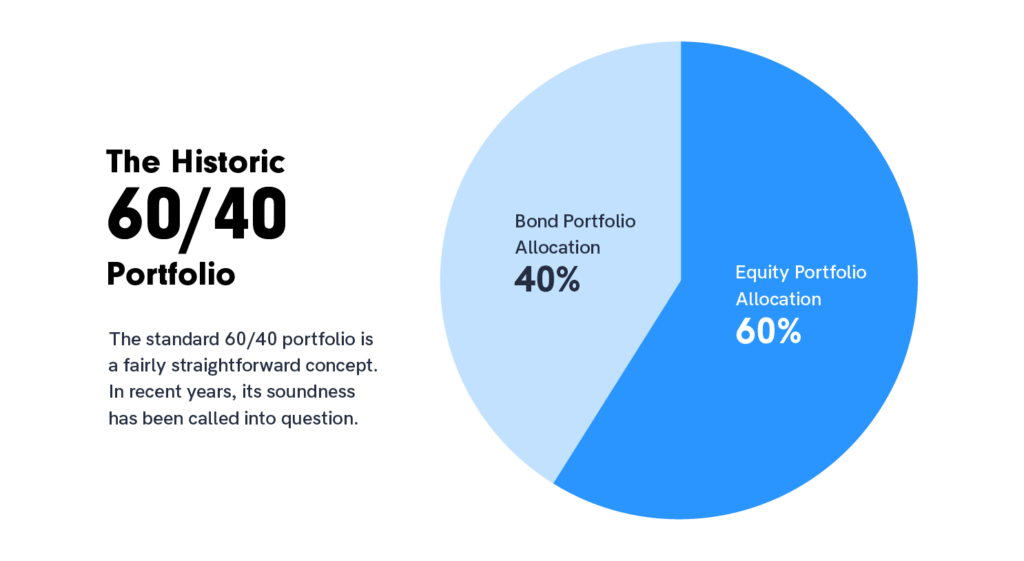 The Historic
60/40
Portfolio
The standard 60/40 portfolio is
a fairly straightforward concept.
In recent years, its soundness
has been called into question.
Bond Portfolio
Allocation
40%
Equity Portfolio
Allocation
60%